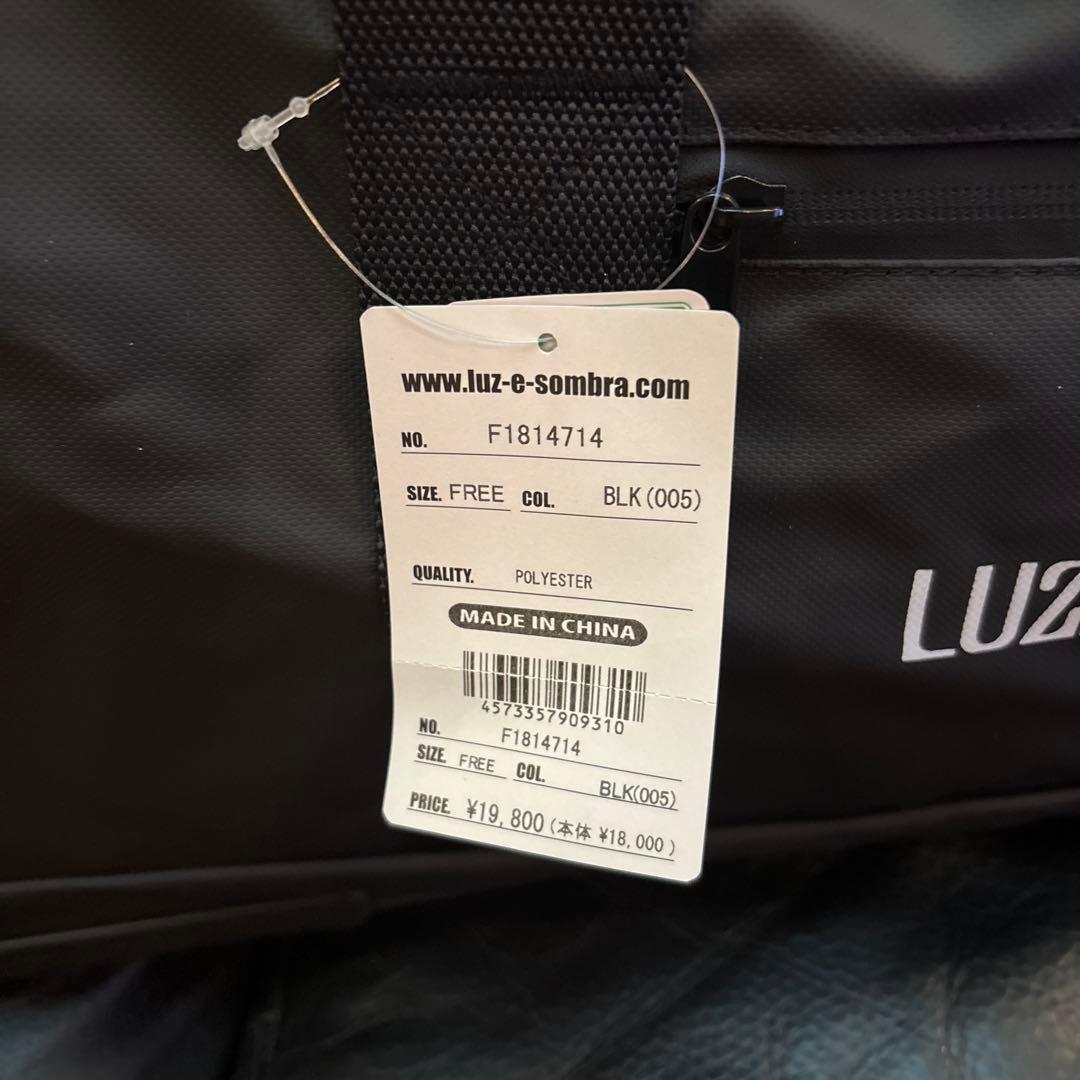 www.luz-e-sombra.com
NO. F1814714
SIZE. FREE COL. BLK(005)
QUALITY. POLYESTER
MADE IN CHINA
4573357909310
NO. F1814714
SIZE. FREE COL. BLK(005)
PRICE. ¥19,800(本体 ¥18,000)
LUZ